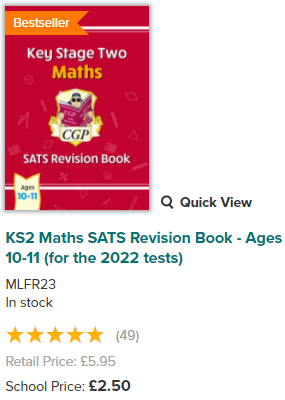 Bestseller
Key Stage Two
Maths
CGP
SATS Revision Book
Ages
10-11
Quick View
KS2 Maths SATS Revision Book - Ages
10-11 (for the 2022 tests)
MLFR23
In stock
(49)
Retail Price: £5.95
School Price: £2.50